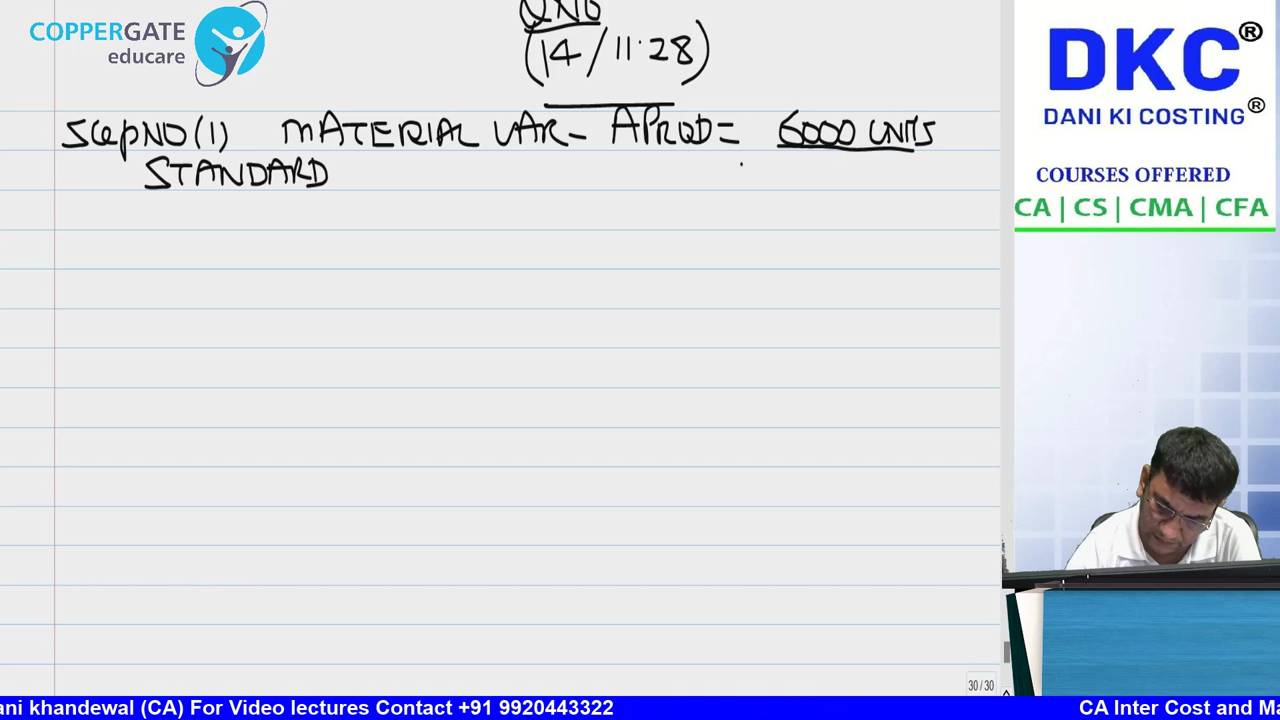 COPPERGATE
educare
QNO
(14/11.28)
DKC®
DANI KI COSTING®
COURSES OFFERED
CA | CS | CMA | CFA
StepNO(1) MATERIAL VAR- APROD= 6000 UNITS
STANDARD
30/30
ani khandewal (CA) For Video lectures Contact +91 9920443322
CA Inter Cost and Ma